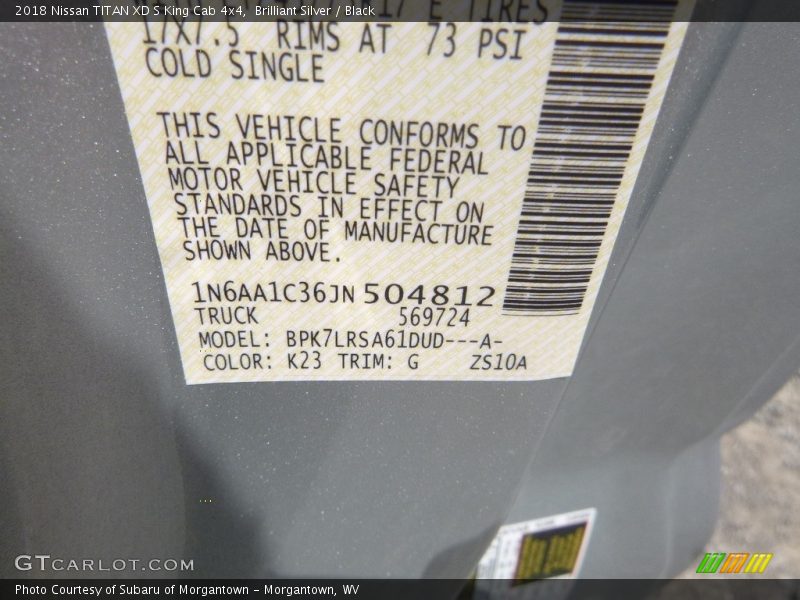 2018 Nissan TITAN XD S King Cab 4x4, Brilliant Silver / Black
17 E TIRES
17X7.5 RIMS AT 73 PSI
COLD SINGLE
THIS VEHICLE CONFORMS TO
ALL APPLICABLE FEDERAL
MOTOR VEHICLE SAFETY
STANDARDS IN EFFECT ON
THE DATE OF MANUFACTURE
SHOWN ABOVE.
1N6AA1C36JN504812
TRUCK 569724
MODEL: BPK7LRSA61DUD---A-
COLOR: K23 TRIM: G ZS10A
GTCARLOT.COM
Photo Courtesy of Subaru of Morgantown - Morgantown, WV